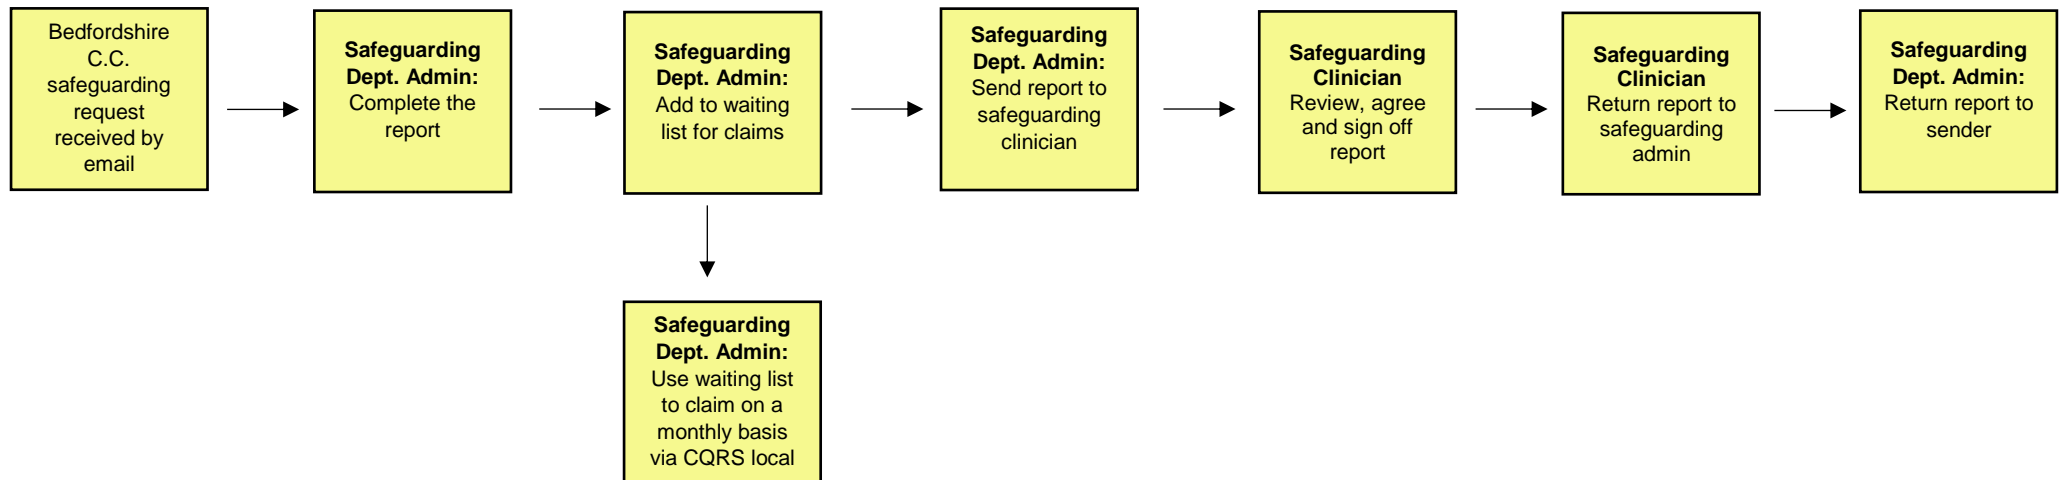 Bedfordshire
C.C.
safeguarding
request
received by
email
Safeguarding
Dept. Admin:
Complete the
report
Safeguarding
Dept. Admin:
Add to waiting
list for claims
Safeguarding
Dept. Admin:
Send report to
safeguarding
clinician
Safeguarding
Clinician
Review, agree
and sign off
report
Safeguarding
Clinician
Return report to
safeguarding
admin
Safeguarding
Dept. Admin:
Return report to
sender
Safeguarding
Dept. Admin:
Use waiting list
to claim on a
monthly basis
via CQRS local